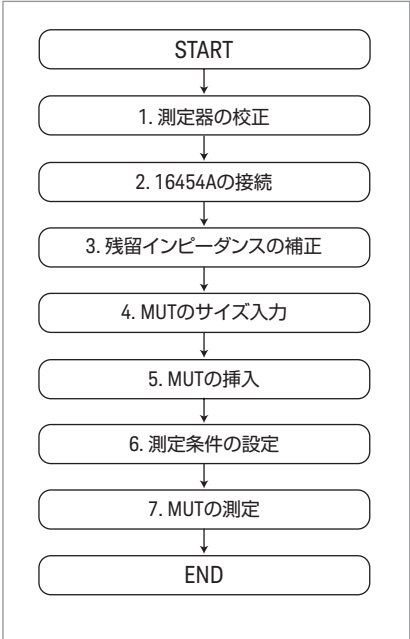 START
1. 測定器の校正
2. 16454Aの接続
3. 残留インピーダンスの補正
4. MUTのサイズ入力
5. MUTの挿入
6. 測定条件の設定
7. MUTの測定
END